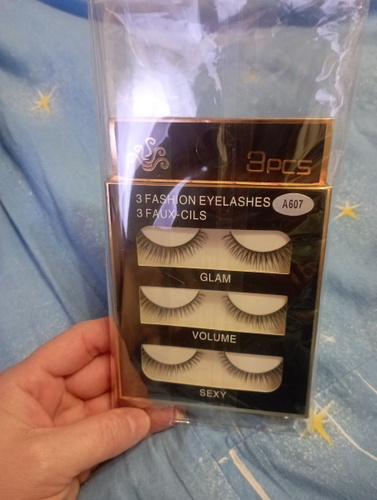 3PCS
3 FASHION EYELASHES A607
3 FAUX-CILS
GLAM
VOLUME
SEXY